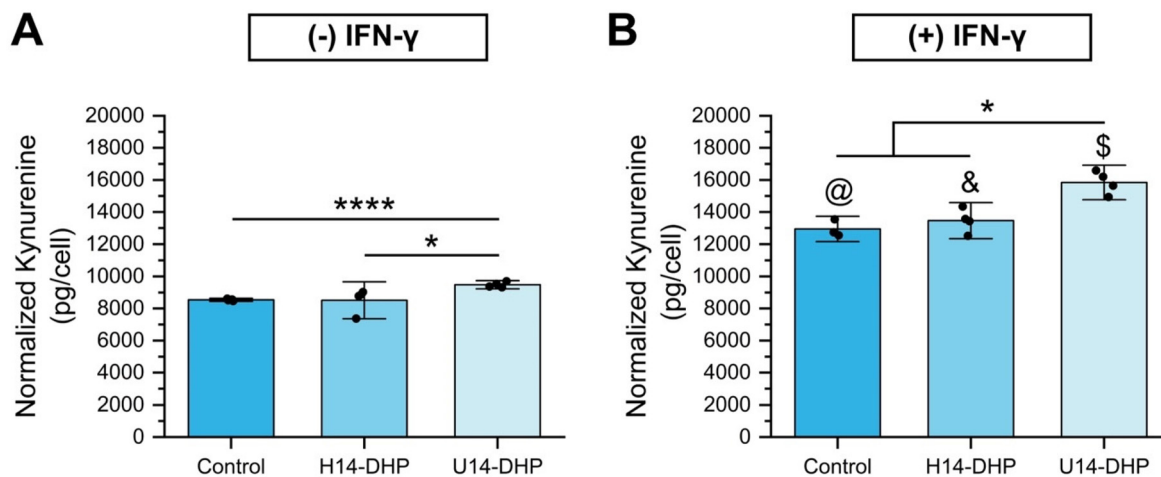 A
(-) IFN-γ
Normalized Kynurenine
(pg/cell)
20000
18000
16000
14000
12000
10000
8000
6000
4000
2000
0
****
*
Control
H14-DHP
U14-DHP
B
(+) IFN-γ
Normalized Kynurenine
(pg/cell)
20000
18000
16000
14000
12000
10000
8000
6000
4000
2000
0
*
@
&
$
Control
H14-DHP
U14-DHP